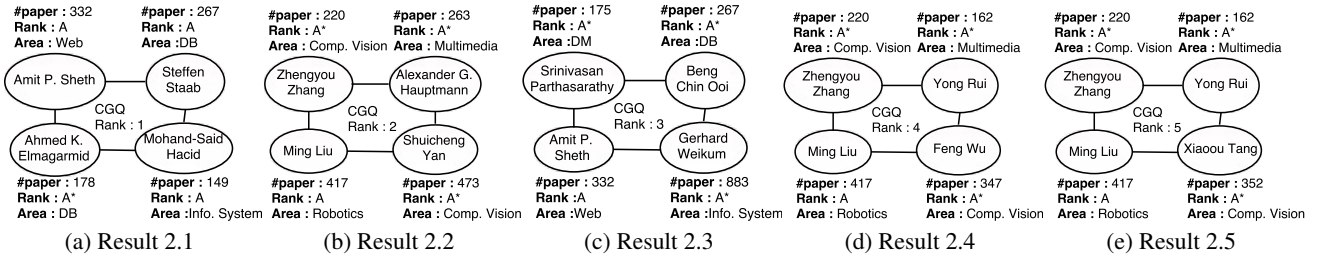 #paper : 332
Rank : A
Area : Web
#paper : 267
Rank : A
Area :DB
Amit P. Sheth
Steffen
Staab
CGQ
Rank : 1
Ahmed K.
Elmagarmid
Mohand-Said
Hacid
#paper : 178
Rank : A*
Area : DB
#paper : 149
Rank : A
Area :Info. System
(a) Result 2.1
#paper : 220
Rank : A*
Area : Comp. Vision
#paper : 263
Rank : A*
Area : Multimedia
Zhengyou
Zhang
Alexander G.
Hauptmann
CGQ
Rank : 2
Ming Liu
Shuicheng
Yan
#paper : 417
Rank : A
Area : Robotics
#paper : 473
Rank : A*
Area : Comp. Vision
(b) Result 2.2
#paper : 175
Rank : A*
Area :DM
#paper : 267
Rank : A*
Area :DB
Srinivasan
Parthasarathy
Beng
Chin Ooi
CGQ
Rank : 3
Amit P.
Sheth
Gerhard
Weikum
#paper : 332
Rank :A
Area :Web
#paper : 883
Rank : A*
Area :Info. System
(c) Result 2.3
#paper : 220
Rank : A*
Area : Comp. Vision
#paper : 162
Rank : A*
Area : Multimedia
Zhengyou
Zhang
Yong Rui
CGQ
Rank : 4
Ming Liu
Feng Wu
#paper : 417
Rank : A
Area : Robotics
#paper : 347
Rank : A*
Area : Comp. Vision
(d) Result 2.4
#paper : 220
Rank : A*
Area : Comp. Vision
#paper : 162
Rank : A*
Area : Multimedia
Zhengyou
Zhang
Yong Rui
CGQ
Rank : 5
Ming Liu
Xiaoou Tang
#paper : 417
Rank : A
Area : Robotics
#paper : 352
Rank : A*
Area : Comp. Vision
(e) Result 2.5